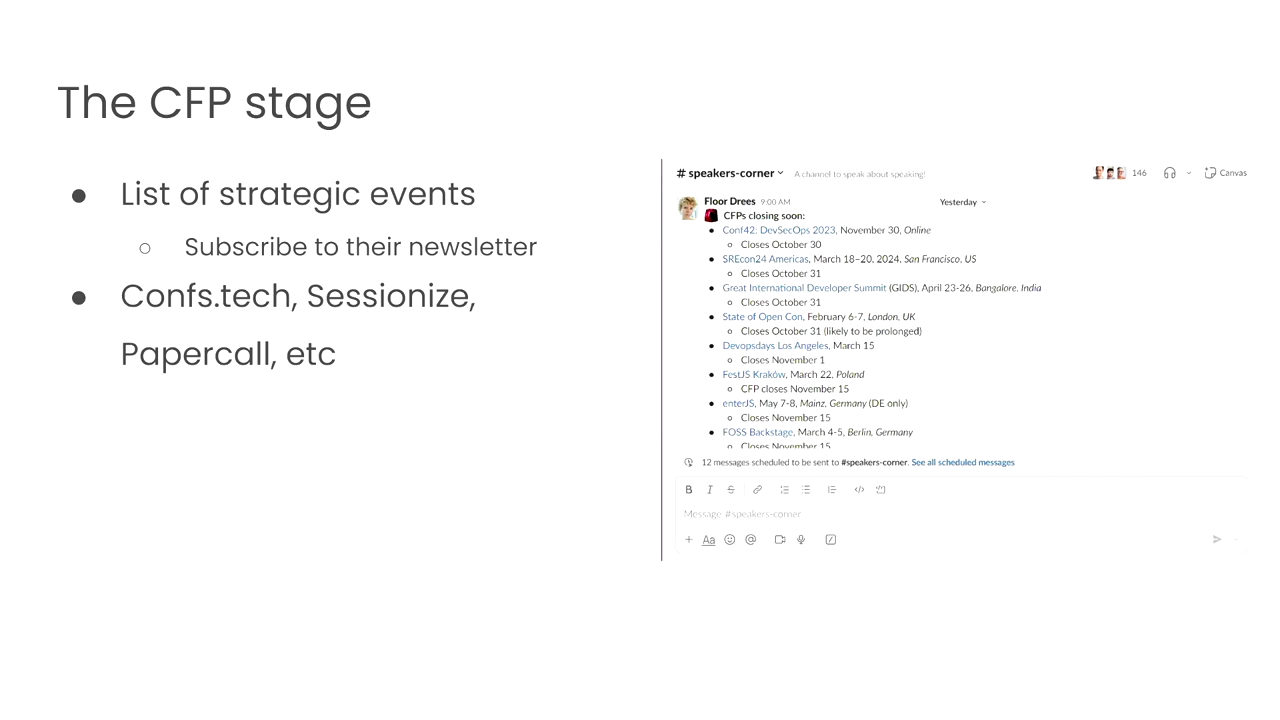 The CFP stage
● List of strategic events
○ Subscribe to their newsletter
● Confs.tech, Sessionize,
Papercall, etc
# speakers-corner A channel to speak about speaking! 146 Canvas
Floor Drees 9:00 AM Yesterday
CFPs closing soon:
● Conf42: DevSecOps 2023, November 30, Online
○ Closes October 30
● SREcon24 Americas, March 18–20, 2024, San Francisco, US
○ Closes October 31
● Great International Developer Summit (GIDS), April 23-26, Bangalore, India
○ Closes October 31
● State of Open Con, February 6-7, London, UK
○ Closes October 31 (likely to be prolonged)
● Devopsdays Los Angeles, March 15
○ Closes November 1
● FestJS Kraków, March 22, Poland
○ CFP closes November 15
● enterJS, May 7-8, Mainz, Germany (DE only)
○ Closes November 15
● FOSS Backstage, March 4-5, Berlin, Germany
○ Closes November 15
12 messages scheduled to be sent to #speakers-corner. See all scheduled messages
B I S
Message #speakers-corner
+ Aa @